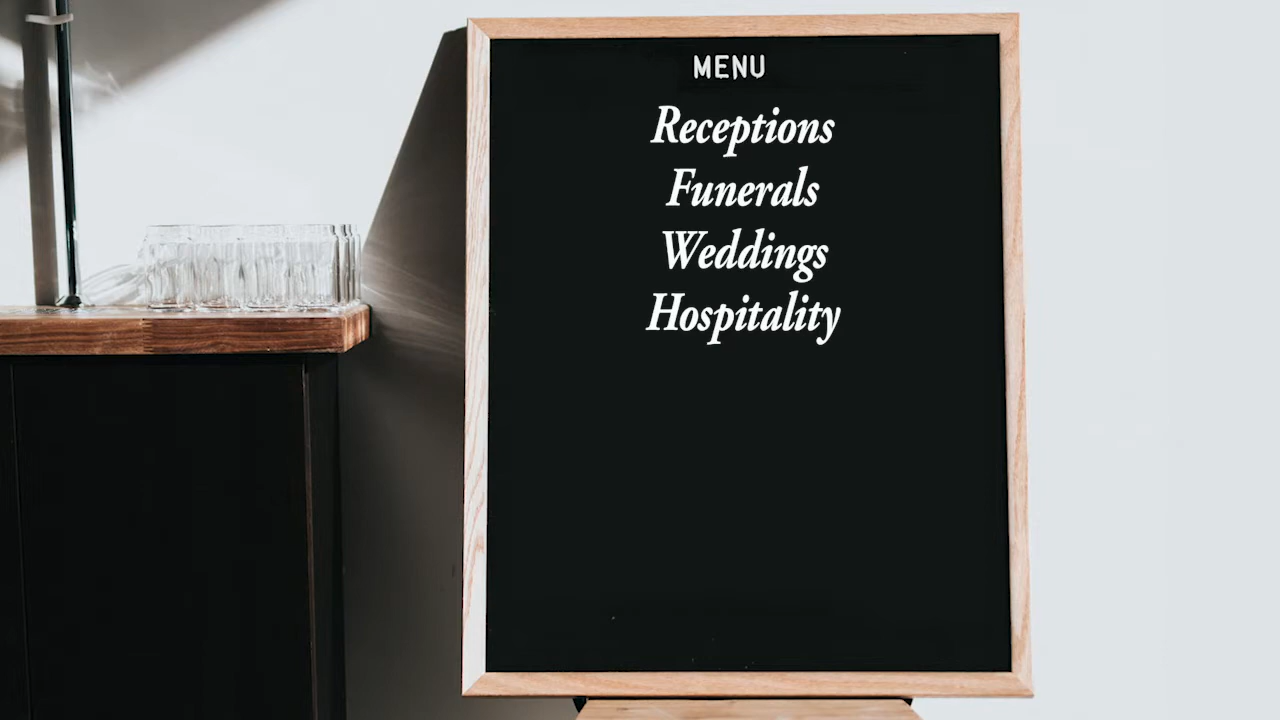 MENU
Receptions
Funerals
Weddings
Hospitality